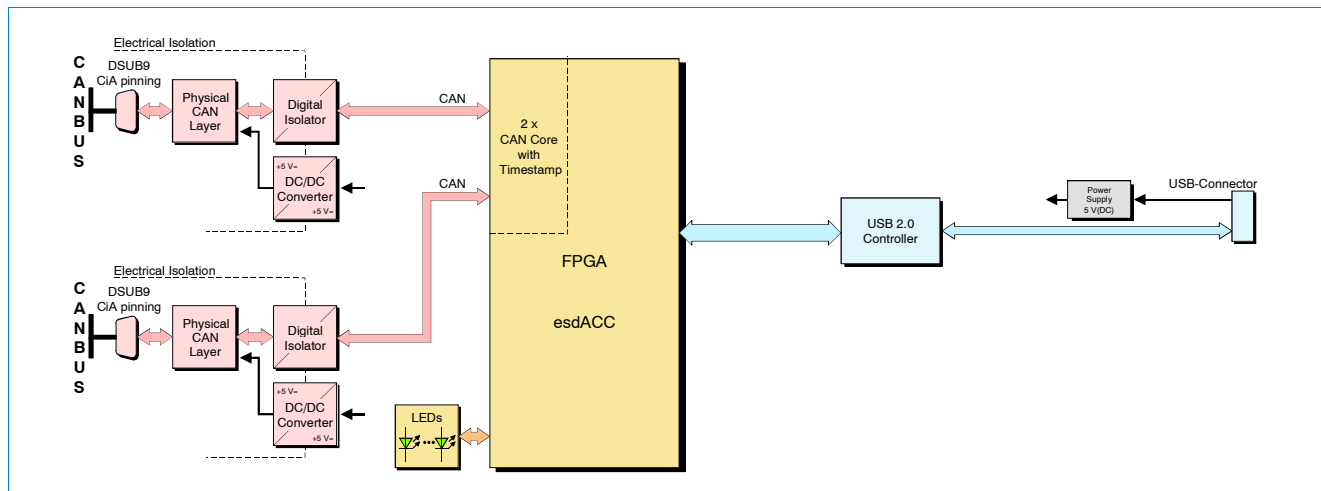 Electrical Isolation
CANBUS
DSUB9
CiA pinning
Physical
CAN
Layer
Digital
Isolator
CAN
+5 V=
DC/DC
Converter
+5 V=
2 x
CAN Core
with
Timestamp
CAN
Electrical Isolation
CANBUS
DSUB9
CiA pinning
Physical
CAN
Layer
Digital
Isolator
+5 V=
DC/DC
Converter
+5 V=
LEDs
FPGA
esdACC
USB 2.0
Controller
Power
Supply
5 V(DC)
USB-Connector